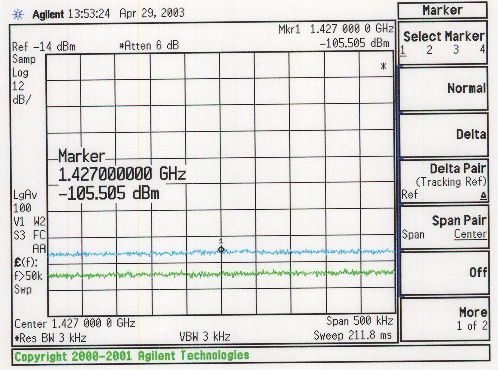 Agilent 13:53:24 Apr 29, 2003
Marker
Mkr1 1.427 000 0 GHz
Ref -14 dBm
#Atten 6 dB
-105.505 dBm
Select Marker
1 2 3 4
Samp
Log
12
dB/
*
Normal
Delta
Marker
1.427000000 GHz
-105.505 dBm
Delta Pair
(Tracking Ref)
Ref Δ
LgAv
100
V1 W2
S3 FC
AA
£(f):
f>50k
Swp
1
Span Pair
Span Center
Off
Center 1.427 000 0 GHz
Span 500 kHz
#Res BW 3 kHz
VBW 3 kHz
Sweep 211.8 ms
More
1 of 2
Copyright 2000-2001 Agilent Technologies